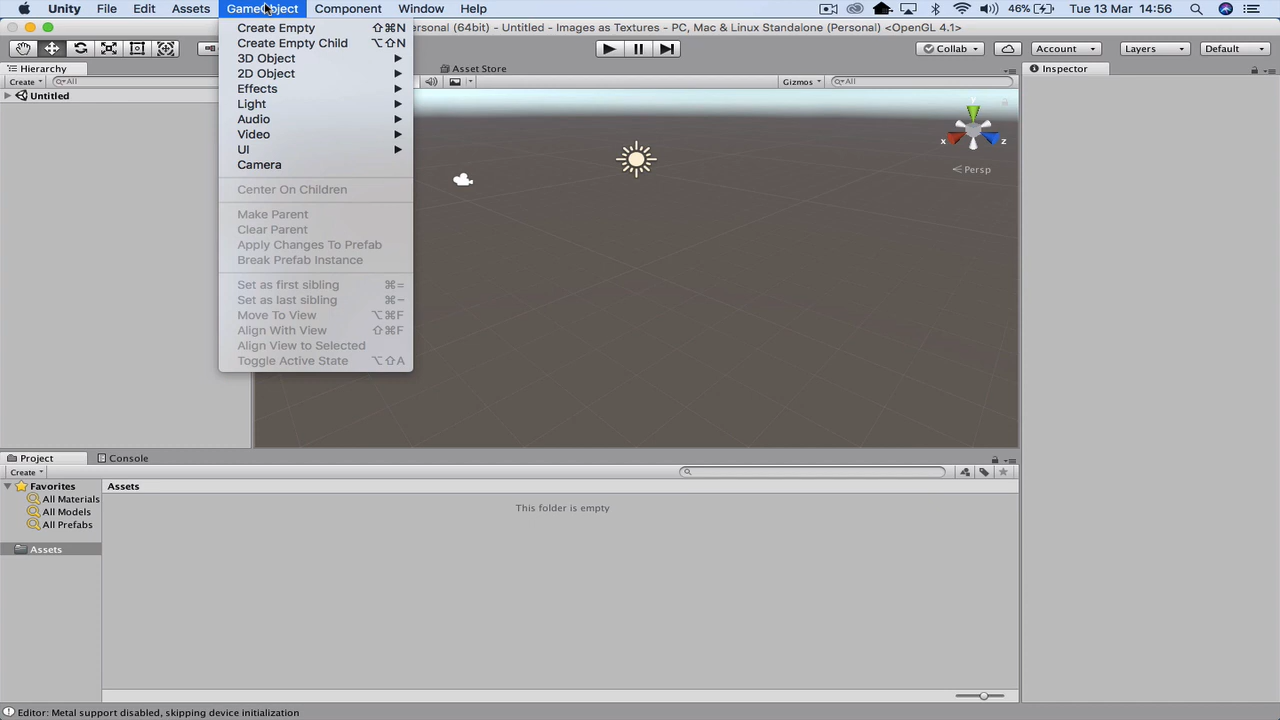 Unity File Edit Assets GameObject Component Window Help 46% Tue 13 Mar 14:56
Personal (64bit) - Untitled - Images as Textures - PC, Mac & Linux Standalone (Personal) <OpenGL 4.1>
Collab Account Layers Default
Hierarchy Asset Store Inspector
Create All Gizmos All
Untitled
Create Empty ⇧⌘N
Create Empty Child ⌥⇧N
3D Object
2D Object
Effects
Light
Audio
Video
UI
Camera
Center On Children
Make Parent
Clear Parent
Apply Changes To Prefab
Break Prefab Instance
Set as first sibling ⌘=
Set as last sibling ⌘-
Move To View ⌥⌘F
Align With View ⇧⌘F
Align View to Selected
Toggle Active State ⌥⇧A
y
x z
Persp
Project Console
Create
Favorites Assets
All Materials
All Models
All Prefabs
Assets
This folder is empty
Editor: Metal support disabled, skipping device initialization